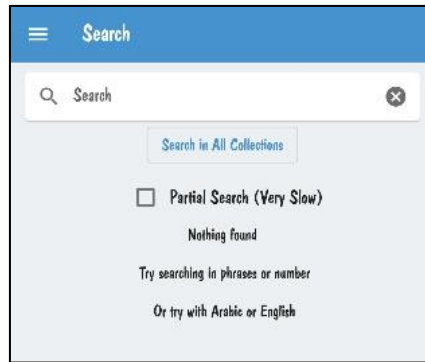 Search
Search
Search in All Collections
Partial Search (Very Slow)
Nothing found
Try searching in phrases or number
Or try with Arabic or English